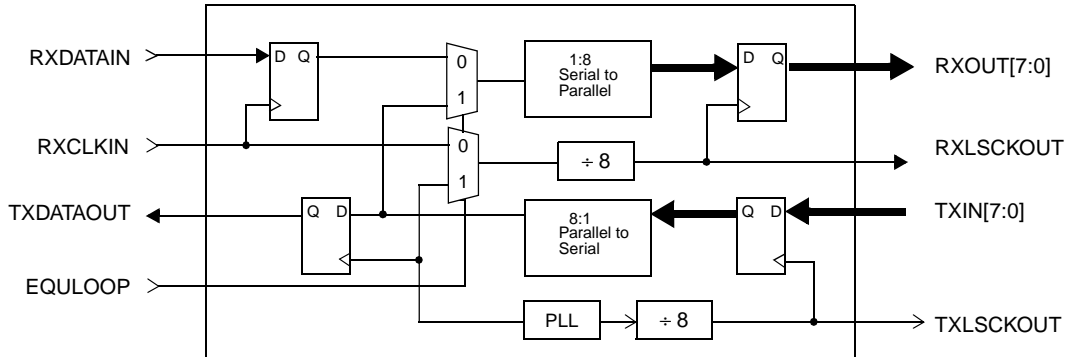 RXDATAIN
D Q
0
1
1:8
Serial to
Parallel
D Q
RXOUT[7:0]
RXCLKIN
0
1
÷ 8
RXLSCKOUT
TXDATAOUT
Q D
8:1
Parallel to
Serial
Q D
TXIN[7:0]
EQULOOP
PLL
÷ 8
TXLSCKOUT